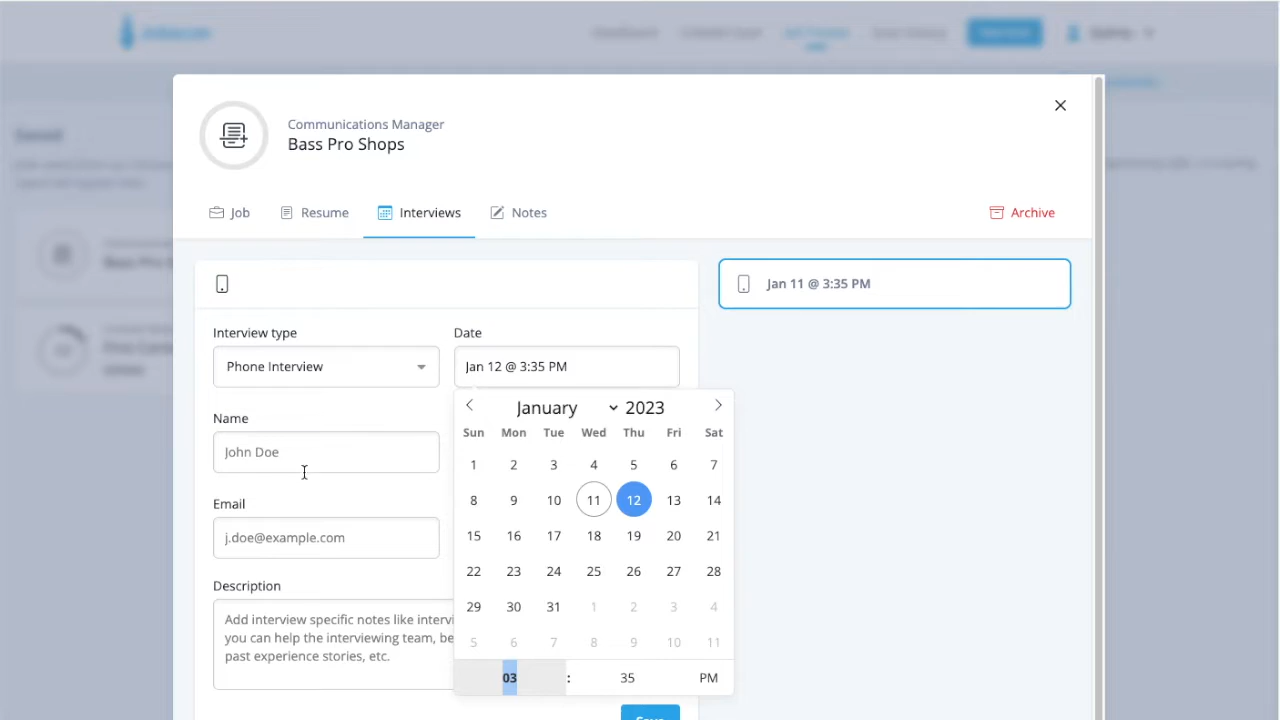 Communications Manager
Bass Pro Shops
Job Resume Interviews Notes Archive
Jan 11 @ 3:35 PM
Interview type Date
Phone Interview Jan 12 @ 3:35 PM
January 2023
Name
Sun Mon Tue Wed Thu Fri Sat
John Doe
1 2 3 4 5 6 7
8 9 10 11 12 13 14
Email
j.doe@example.com
15 16 17 18 19 20 21
22 23 24 25 26 27 28
Description
29 30 31 1 2 3 4
Add interview specific notes like
you can help the interviewing team,
past experience stories, etc.
5 6 7 8 9 10 11
03 : 35 PM
Save